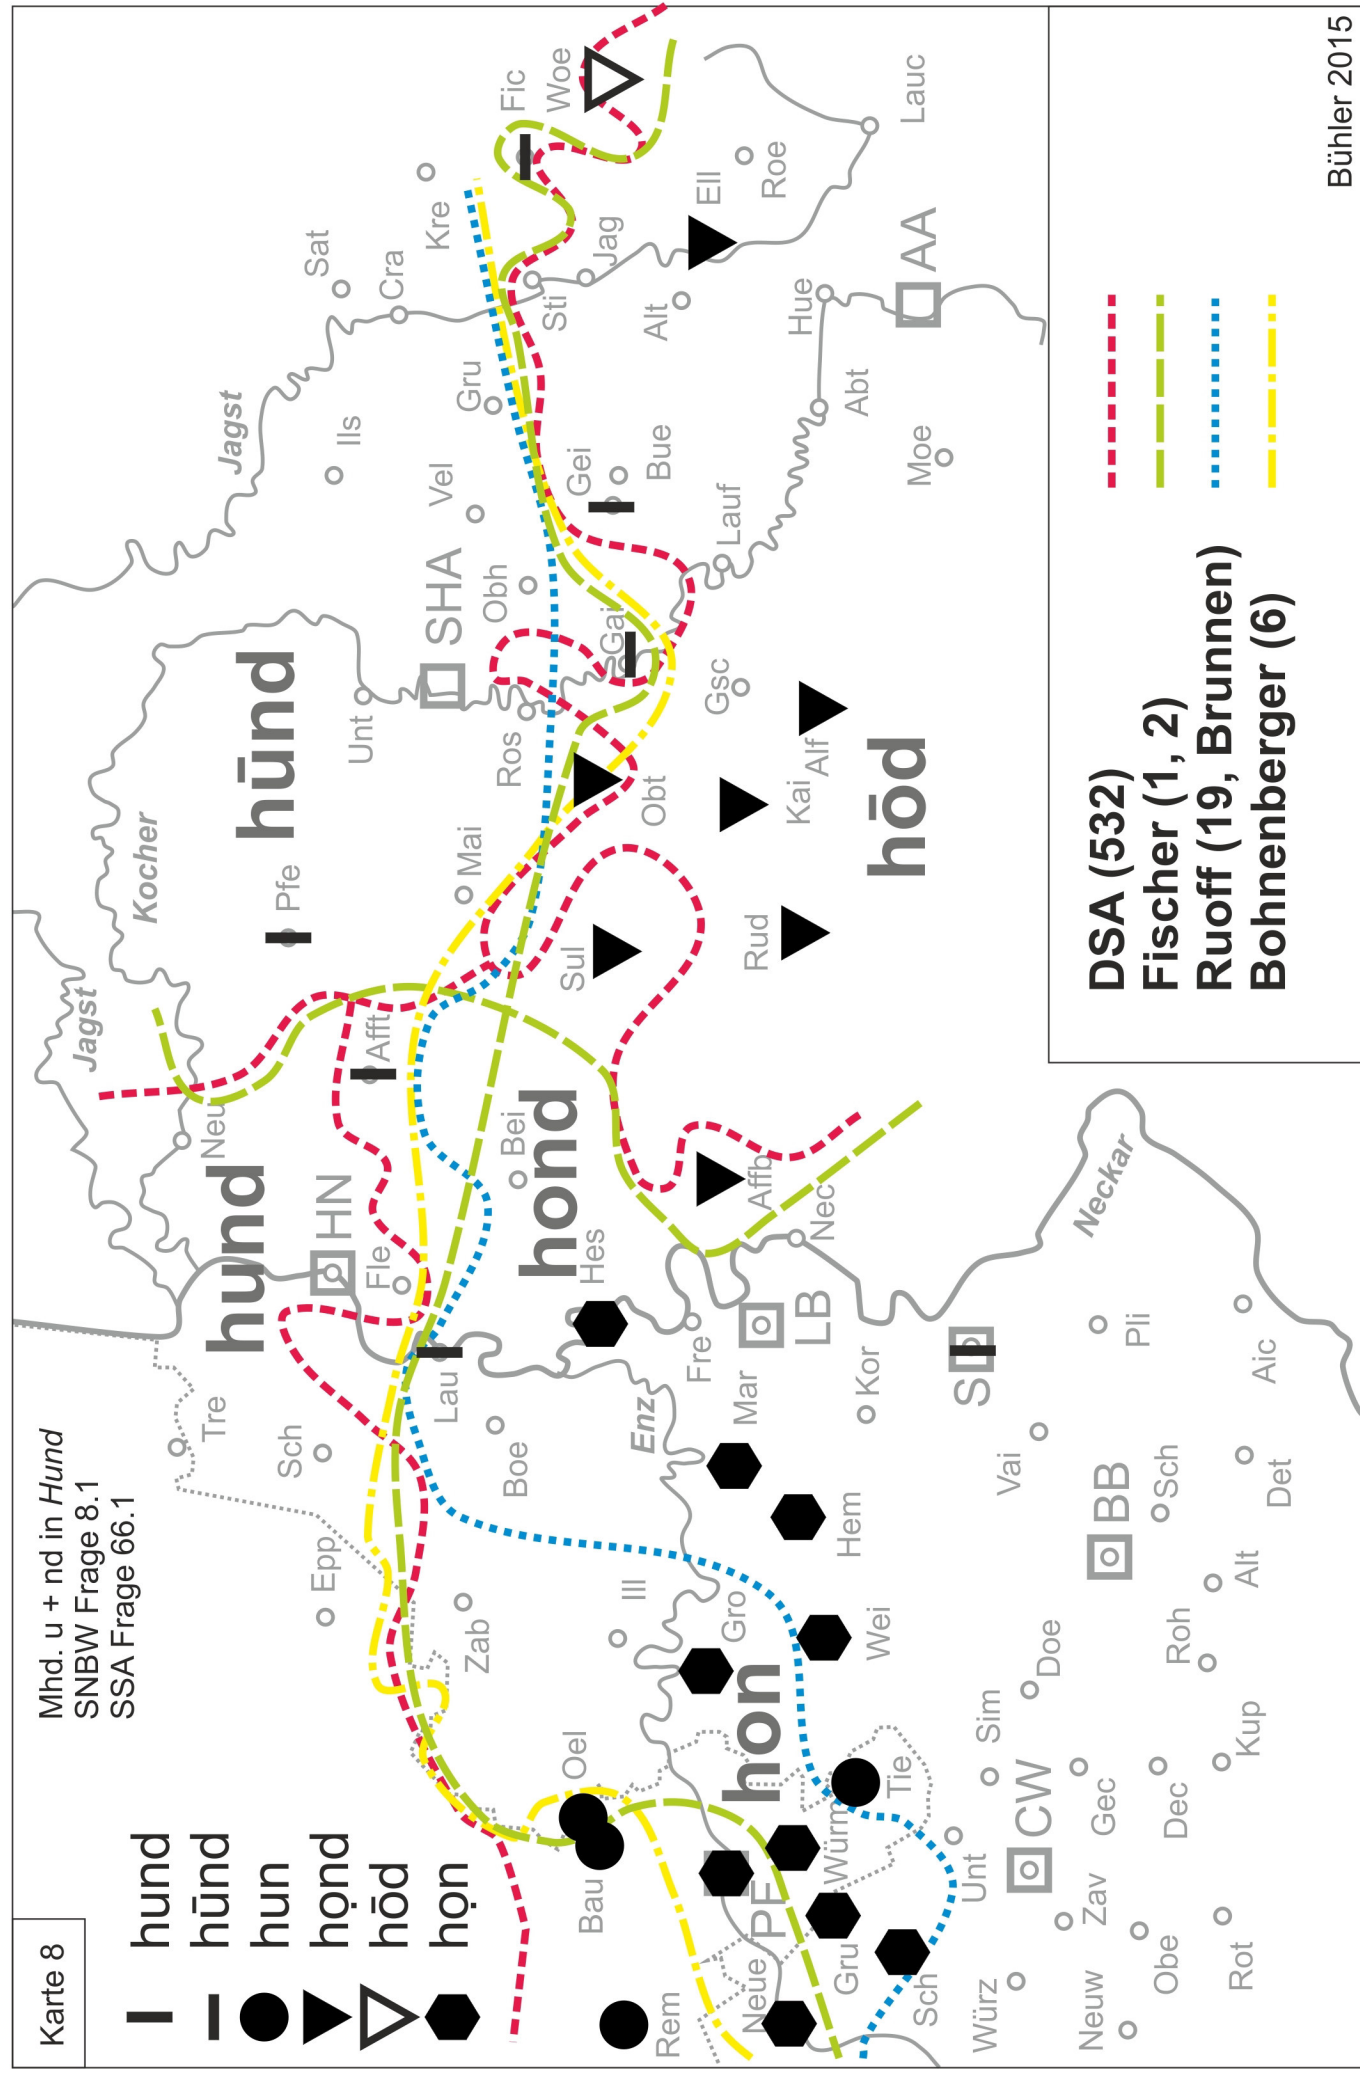 Karte 8
hund
hūnd
hun
họnd
hōd
họn
Mhd. u + nd in Hund
SNBW Frage 8.1
SSA Frage 66.1
Jagst
Kocher
Jagst
Tre
Neu
hund
hūnd
Sch
HN
Pfe
Sat
Epp
Fle
Afft
Unt
Ils
Cra
Zab
Lau
Mai
SHA
Vel
Gru
Kre
Boe
Bei
Ros
Obh
Sti
Fic
Oel
hond
Sul
Gei
Woe
Bau
Ill
Hes
Obt
Gai
Bue
Jag
Rem
Enz
Fre
Gsc
Alt
Ell
Gro
Mar
Affb
Rud
Lauf
Roe
Neue
PF
hon
LB
Nec
Kai
Alf
Hue
Würm
Hem
Gru
Wei
Kor
hōd
Abt
Lauc
Sch
Tie
Moe
AA
Unt
S
Würz
Sim
Vai
CW
Doe
Neckar
Neuw
Zav
Gec
BB
Pli
Obe
Dec
Roh
Sch
Rot
Kup
Alt
Det
Aic
DSA (532)
Fischer (1, 2)
Ruoff (19, Brunnen)
Bohnenberger (6)
Bühler 2015